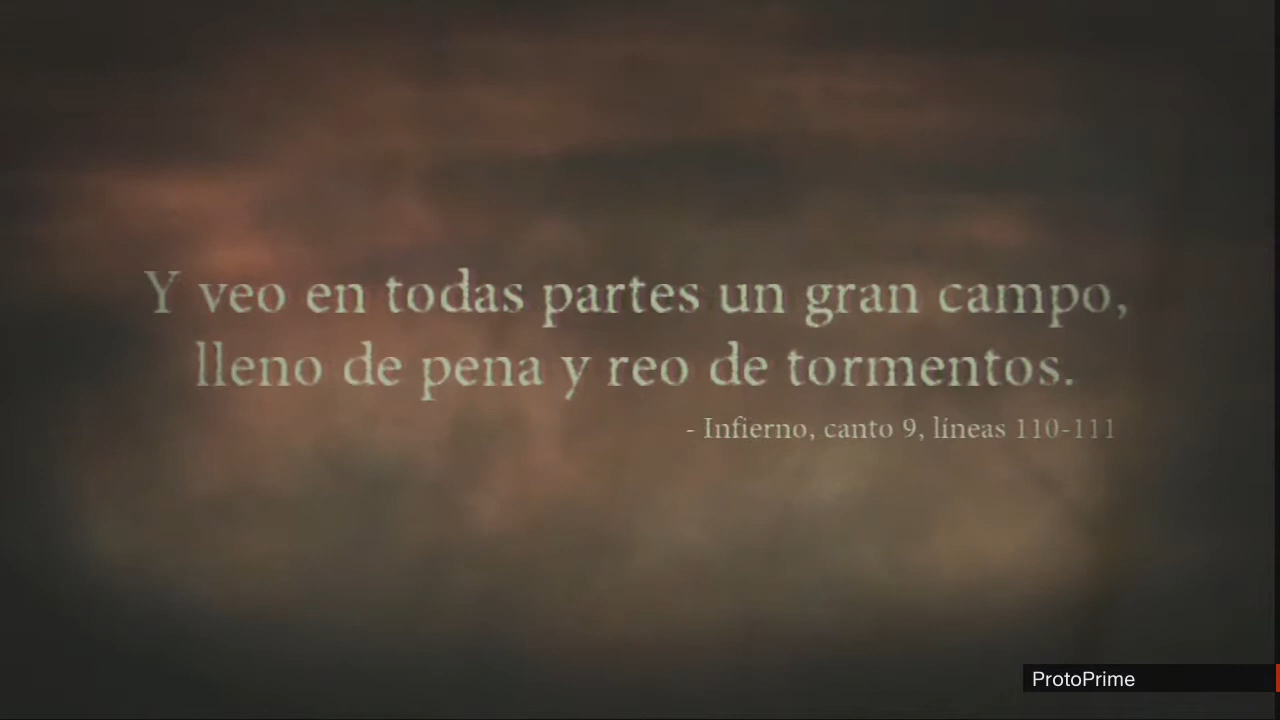 Y veo en todas partes un gran campo,
lleno de pena y reo de tormentos.
- Infierno, canto 9, líneas 110-111
ProtoPrime